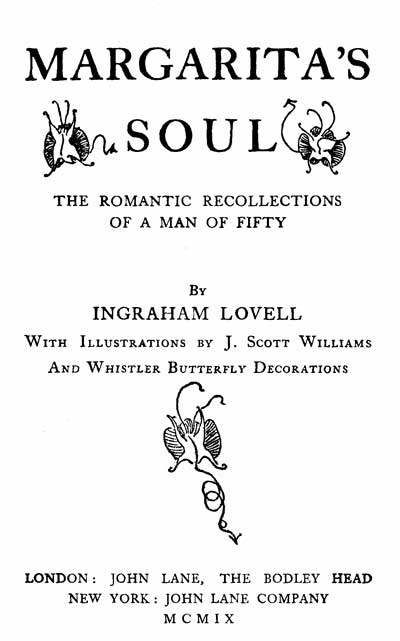 MARGARITA'S
SOUL
THE ROMANTIC RECOLLECTIONS
OF A MAN OF FIFTY
BY
INGRAHAM LOVELL
WITH ILLUSTRATIONS BY J. SCOTT WILLIAMS
AND WHISTLER BUTTERFLY DECORATIONS
LONDON: JOHN LANE, THE BODLEY HEAD
NEW YORK: JOHN LANE COMPANY
MCMIX